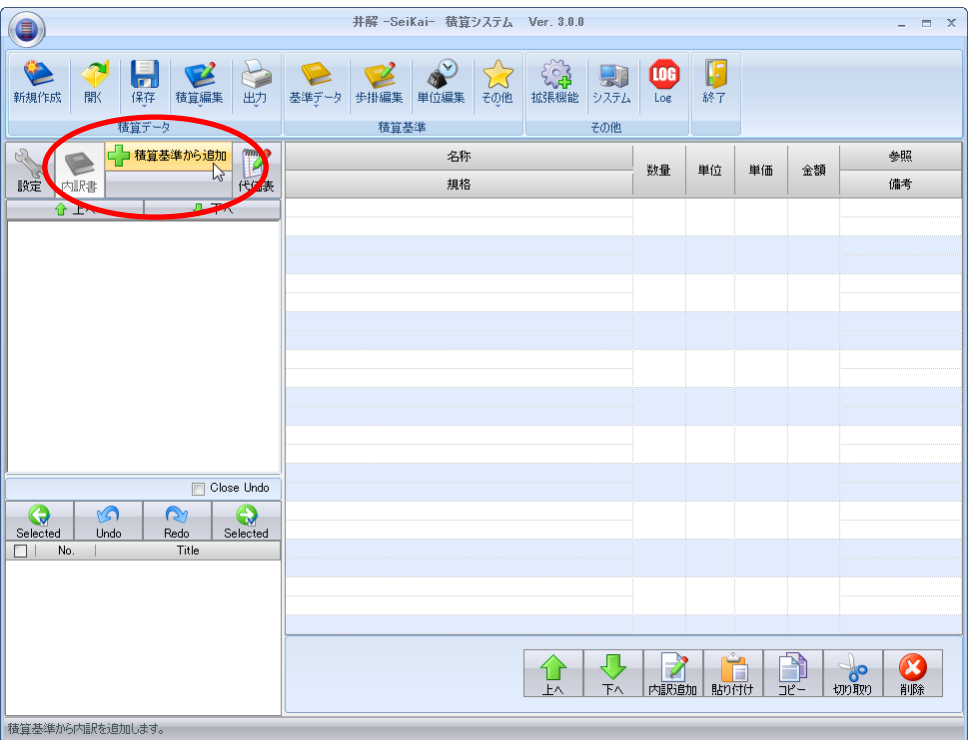 井解 -SeiKai- 積算システム Ver. 3.0.0
新規作成 開く 保存 積算編集 出力 基準データ 歩掛編集 単位編集 その他 拡張機能 システム Log 終了
LOG
積算データ 積算基準 その他
積算基準から追加
設定 内訳書 代価表
上へ 下へ
名称 数量 単位 単価 金額 参照
規格 備考
Close Undo
Selected Undo Redo Selected
No. Title
上へ 下へ 内訳追加 貼り付け コピー 切り取り 削除
積算基準から内訳を追加します。